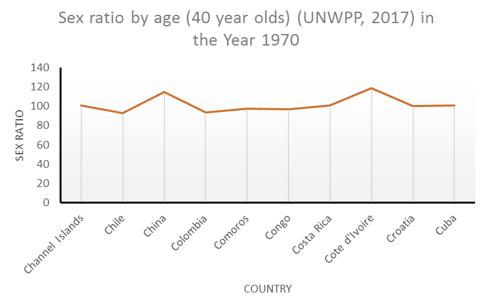 Sex ratio by age (40 year olds) (UNWPP, 2017) in
the Year 1970
140
120
100
80
60
40
20
0
SEX RATIO
Channel Islands
Chile
China
Colombia
Comoros
Congo
Costa Rica
Cote d'Ivoire
Croatia
Cuba
COUNTRY